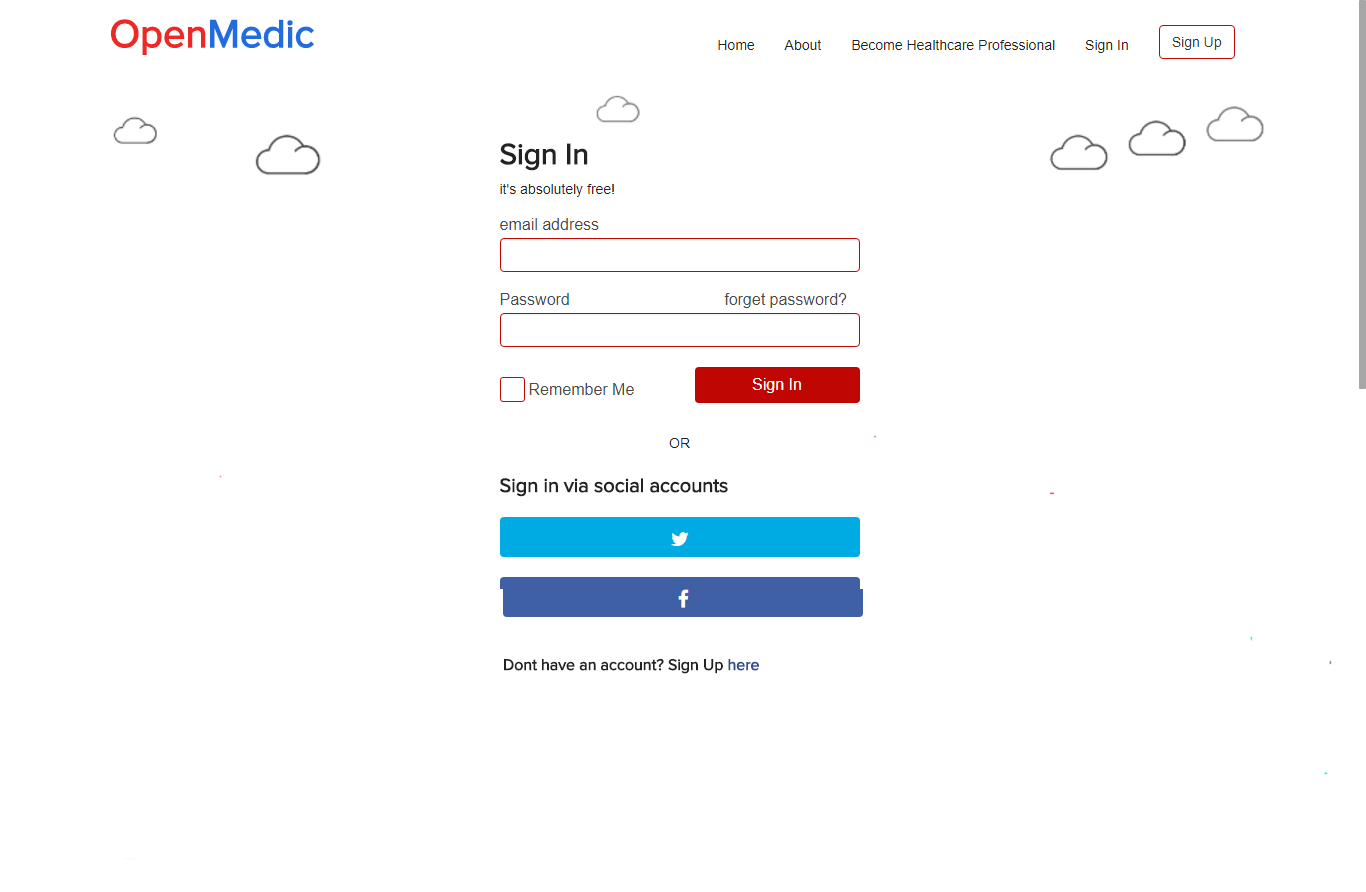 OpenMedic
Home About Become Healthcare Professional Sign In Sign Up
Sign In
it's absolutely free!
email address
Password forget password?
Remember Me Sign In
OR
Sign in via social accounts
Dont have an account? Sign Up here